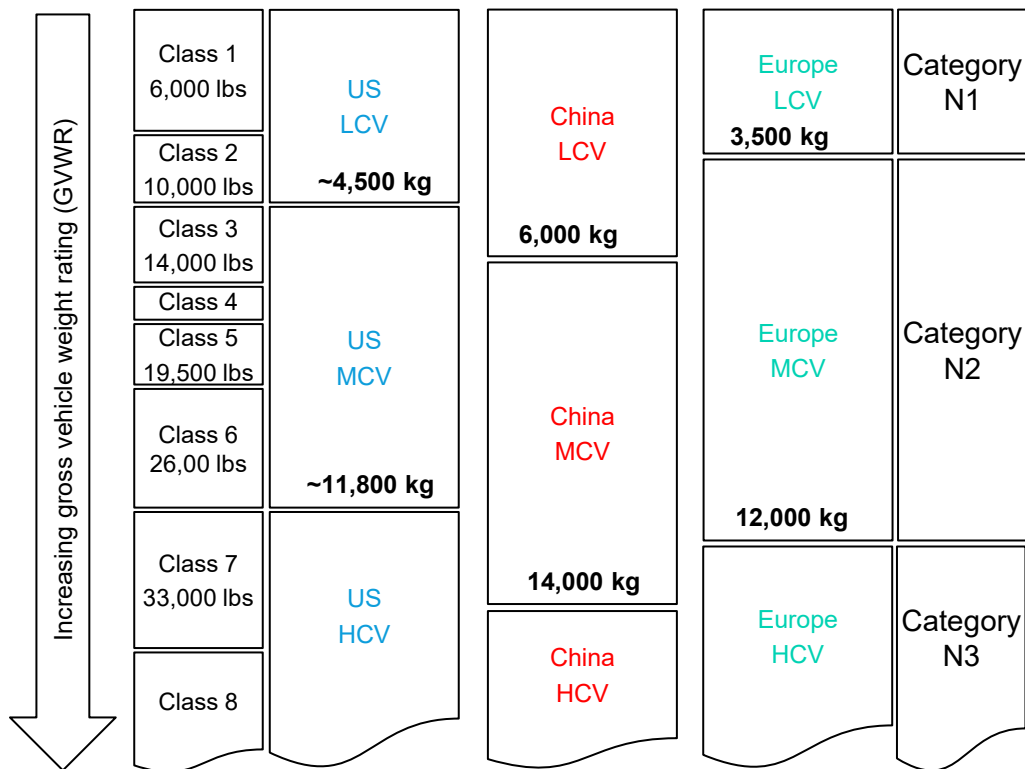 Increasing gross vehicle weight rating (GVWR)
Class 1
6,000 lbs
Class 2
10,000 lbs
Class 3
14,000 lbs
Class 4
Class 5
19,500 lbs
Class 6
26,00 lbs
Class 7
33,000 lbs
Class 8
US
LCV
~4,500 kg
US
MCV
~11,800 kg
US
HCV
China
LCV
6,000 kg
China
MCV
14,000 kg
China
HCV
Europe
LCV
3,500 kg
Europe
MCV
12,000 kg
Europe
HCV
Category
N1
Category
N2
Category
N3